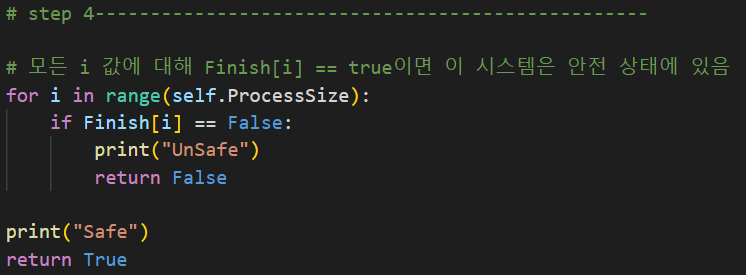 # step 4-------------------------------------------------
# 모든 i 값에 대해 Finish[i] == true이면 이 시스템은 안전 상태에 있음
for i in range(self.ProcessSize):
    if Finish[i] == False:
        print("UnSafe")
        return False
print("Safe")
return True